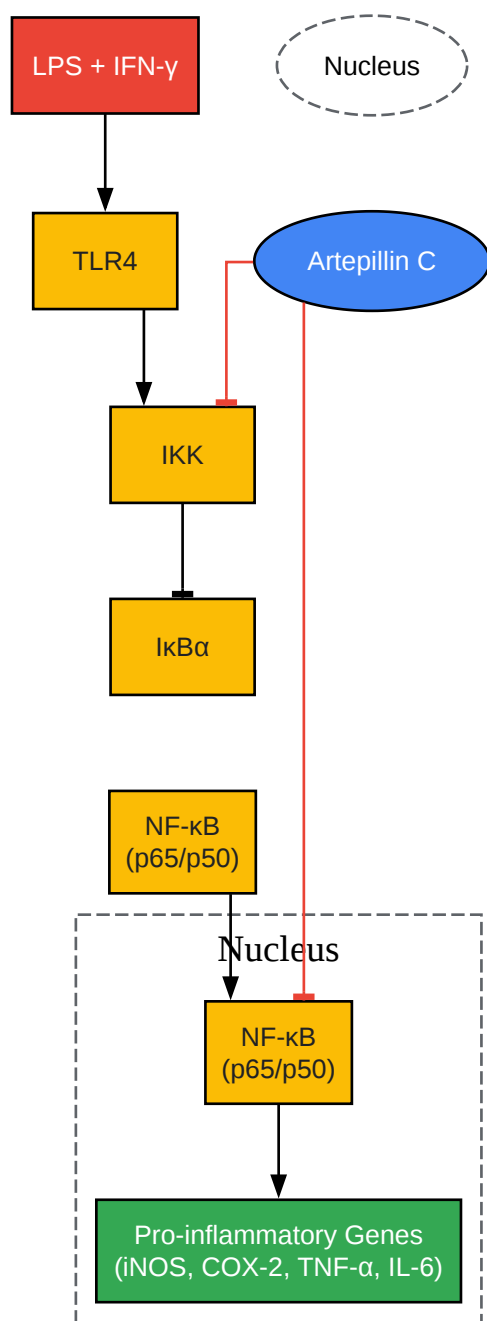 LPS + IFN-γ
Nucleus
TLR4
Artepillin C
IKK
IκBα
NF-κB
(p65/p50)
Nucleus
NF-κB
(p65/p50)
Pro-inflammatory Genes
(iNOS, COX-2, TNF-α, IL-6)